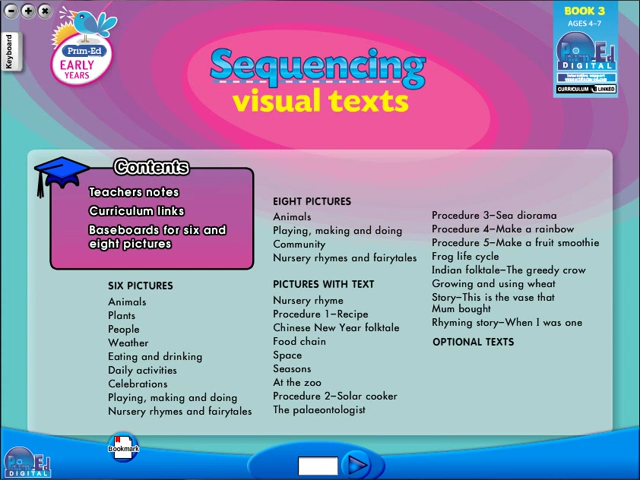 Keyboard
Prim-Ed
EARLY
YEARS
Sequencing
visual texts
BOOK 3
AGES 4–7
DIGITAL
CURRICULUM LINKED
Contents
Teachers notes
Curriculum links
Baseboards for six and
eight pictures
SIX PICTURES
Animals
Plants
People
Weather
Eating and drinking
Daily activities
Celebrations
Playing, making and doing
Nursery rhymes and fairytales
EIGHT PICTURES
Animals
Playing, making and doing
Community
Nursery rhymes and fairytales
PICTURES WITH TEXT
Nursery rhyme
Procedure 1–Recipe
Chinese New Year folktale
Food chain
Space
Seasons
At the zoo
Procedure 2–Solar cooker
The palaeontologist
Procedure 3–Sea diorama
Procedure 4–Make a rainbow
Procedure 5–Make a fruit smoothie
Frog life cycle
Indian folktale–The greedy crow
Growing and using wheat
Story–This is the vase that
Mum bought
Rhyming story–When I was one
OPTIONAL TEXTS
Bookmark
DIGITAL